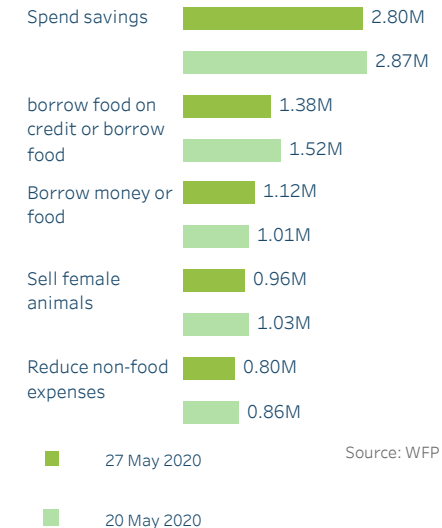 Spend savings
2.80M
2.87M
borrow food on
credit or borrow
food
1.38M
1.52M
Borrow money or
food
1.12M
1.01M
Sell female
animals
0.96M
1.03M
Reduce non-food
expenses
0.80M
0.86M
27 May 2020
Source: WFP
20 May 2020